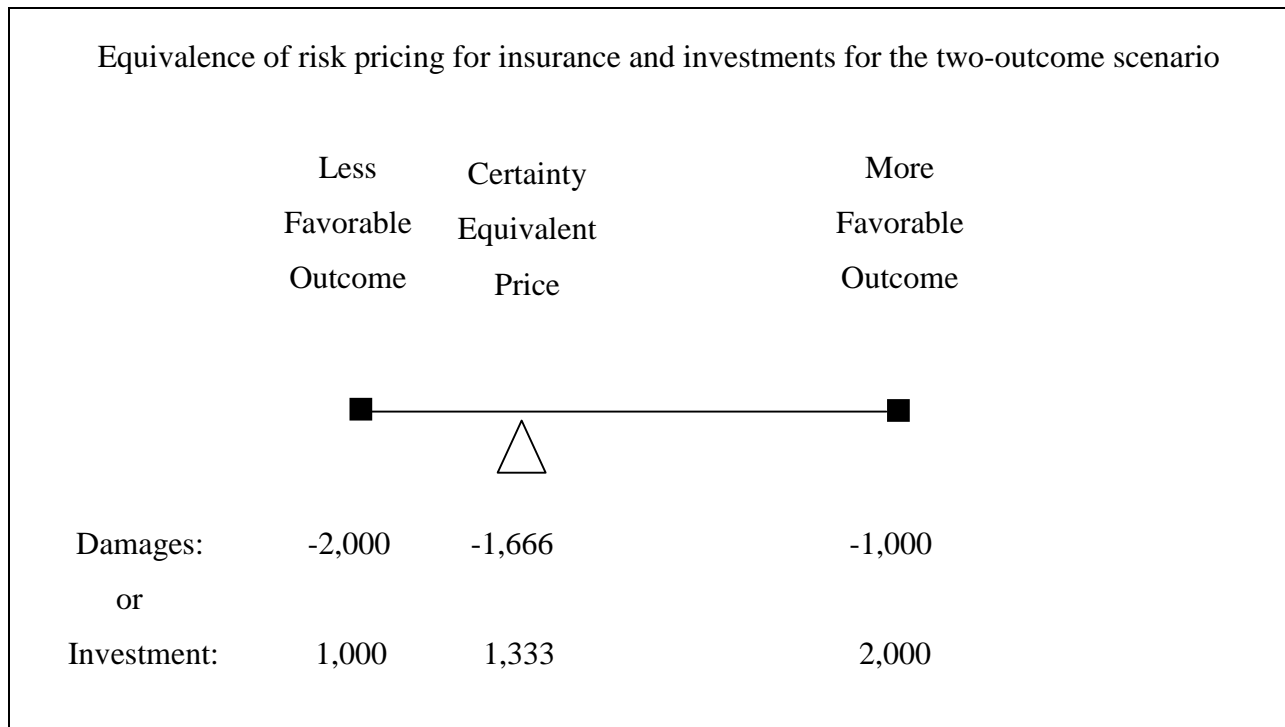 Equivalence of risk pricing for insurance and investments for the two-outcome scenario
Less
Favorable
Outcome
Certainty
Equivalent
Price
More
Favorable
Outcome
Damages: -2,000 -1,666 -1,000
or
Investment: 1,000 1,333 2,000